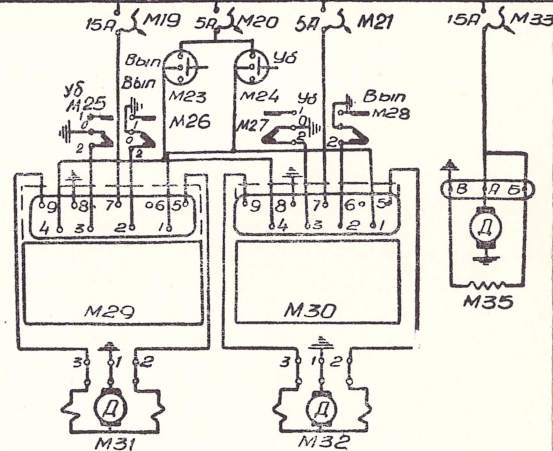 15А М19 5А М20 5А М21 15А М33
Вып Уб
Вып М23 М24 Уб Вып
Уб М25 М26 М27 М28
1 0 2 1 0 2 1 0 2 1 0 2
9 8 7 6 5 9 8 7 6 5 В Д Б
4 3 2 1 4 3 2 1 Д
М29 М30 М35
3 1 2 3 1 2
Д Д
М31 М32